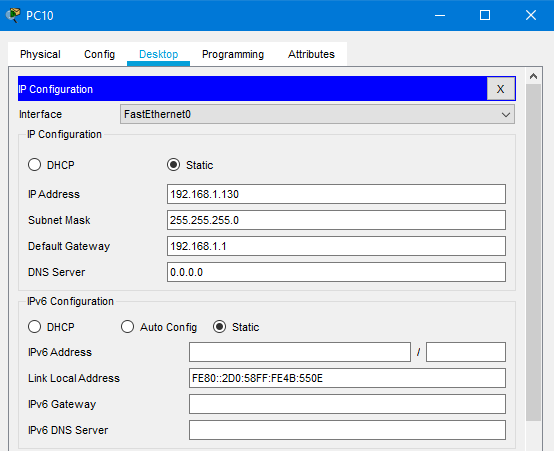 PC10
Physical Config Desktop Programming Attributes
IP Configuration X
Interface FastEthernet0
IP Configuration
DHCP Static
IP Address 192.168.1.130
Subnet Mask 255.255.255.0
Default Gateway 192.168.1.1
DNS Server 0.0.0.0
IPv6 Configuration
DHCP Auto Config Static
IPv6 Address /
Link Local Address FE80::2D0:58FF:FE4B:550E
IPv6 Gateway
IPv6 DNS Server